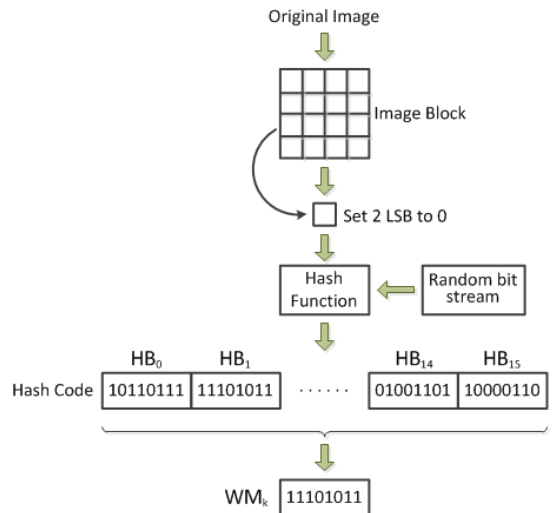 Original Image
Image Block
Set 2 LSB to 0
Hash
Function
Random bit
stream
HB₀ HB₁ HB₁₄ HB₁₅
Hash Code 10110111 11101011 ...... 01001101 10000110
WMₖ 11101011